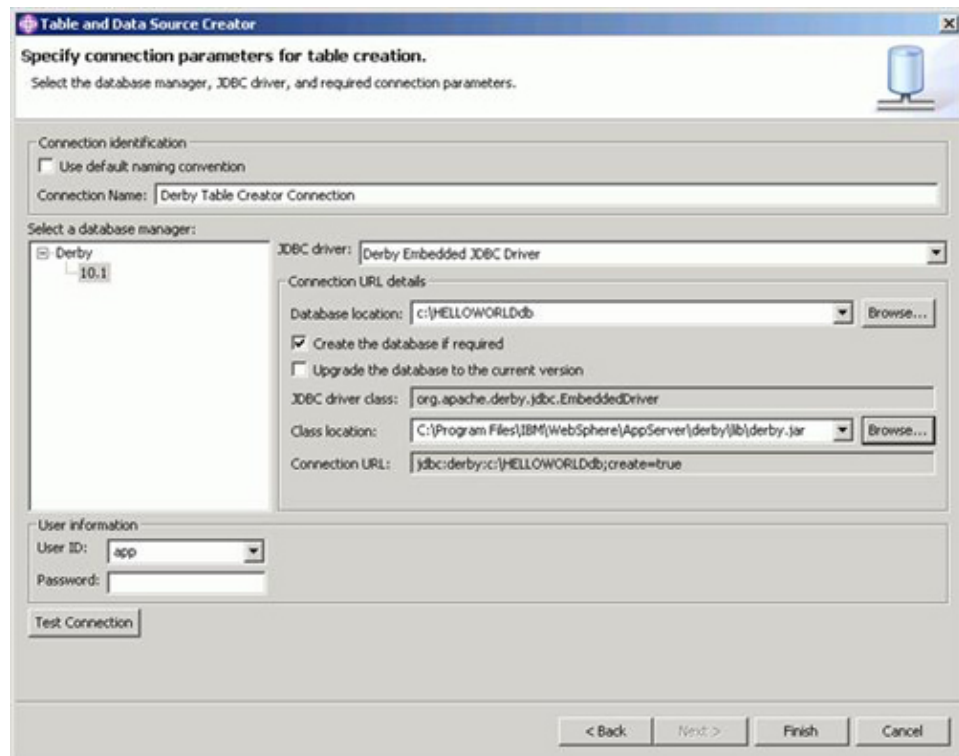 Table and Data Source Creator
Specify connection parameters for table creation.
Select the database manager, JDBC driver, and required connection parameters.
Connection identification
Use default naming convention
Connection Name: Derby Table Creator Connection
Select a database manager:
Derby
10.1
JDBC driver: Derby Embedded JDBC Driver
Connection URL details
Database location: c:\HELLOWORLDdb Browse...
Create the database if required
Upgrade the database to the current version
JDBC driver class: org.apache.derby.jdbc.EmbeddedDriver
Class location: C:\Program Files\IBM\WebSphere\AppServer\derby\lib\derby.jar Browse...
Connection URL: jdbc:derby:c:\HELLOWORLDdb;create=true
User information
User ID: app
Password:
Test Connection
< Back Next > Finish Cancel